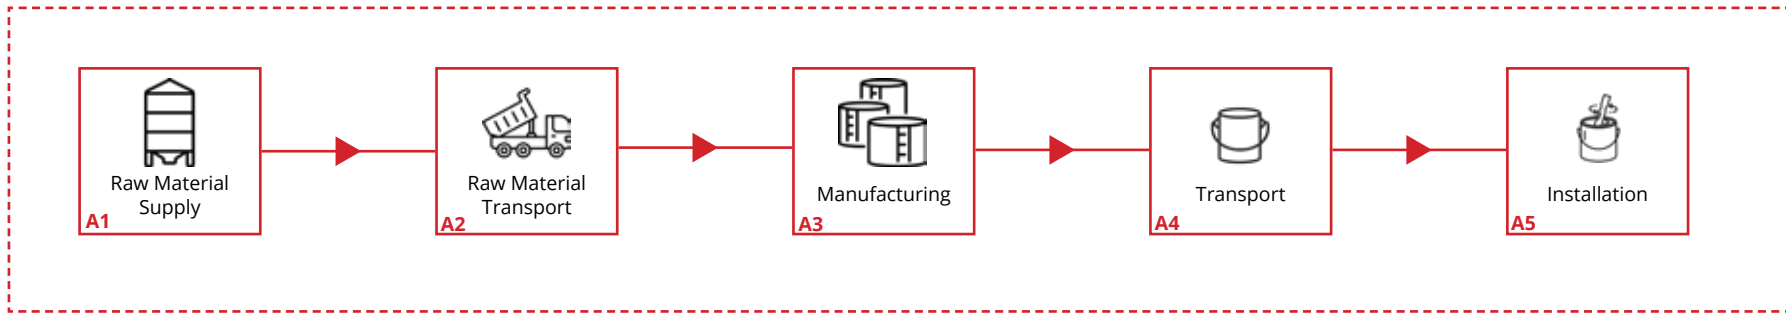 Raw Material
Supply
A1
Raw Material
Transport
A2
Manufacturing
A3
Transport
A4
Installation
A5